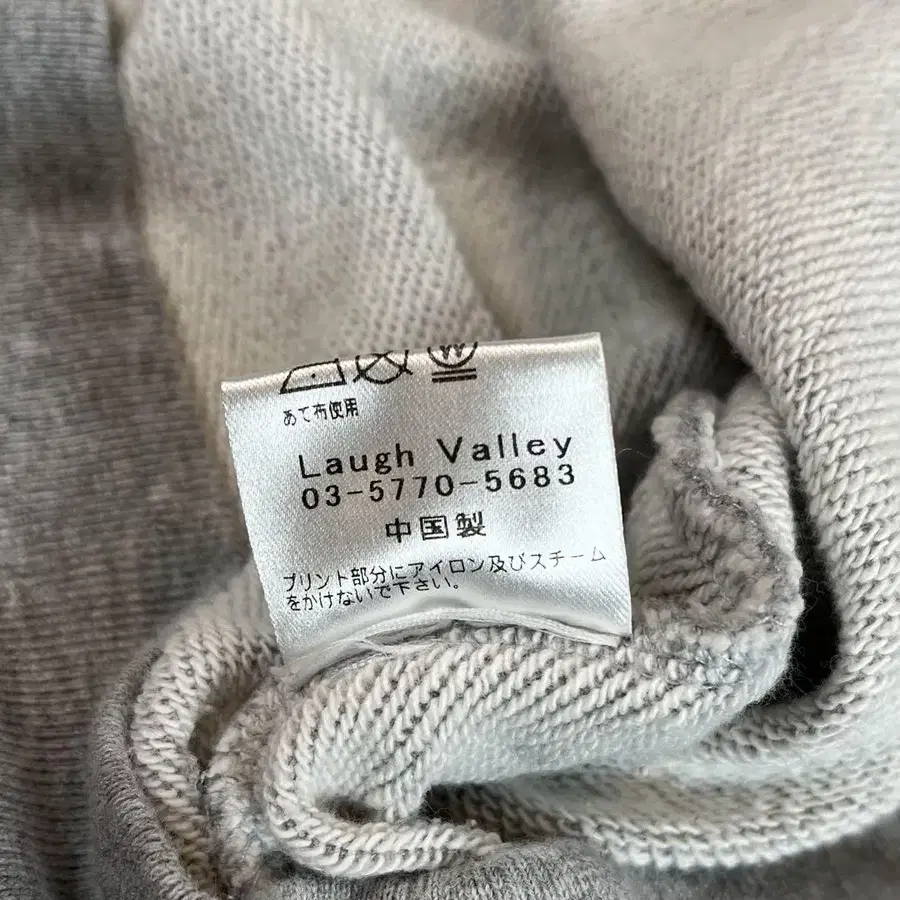 W
あて布使用
Laugh Valley
03-5770-5683
中国製
プリント部分にアイロン及びスチーム
をかけないで下さい。